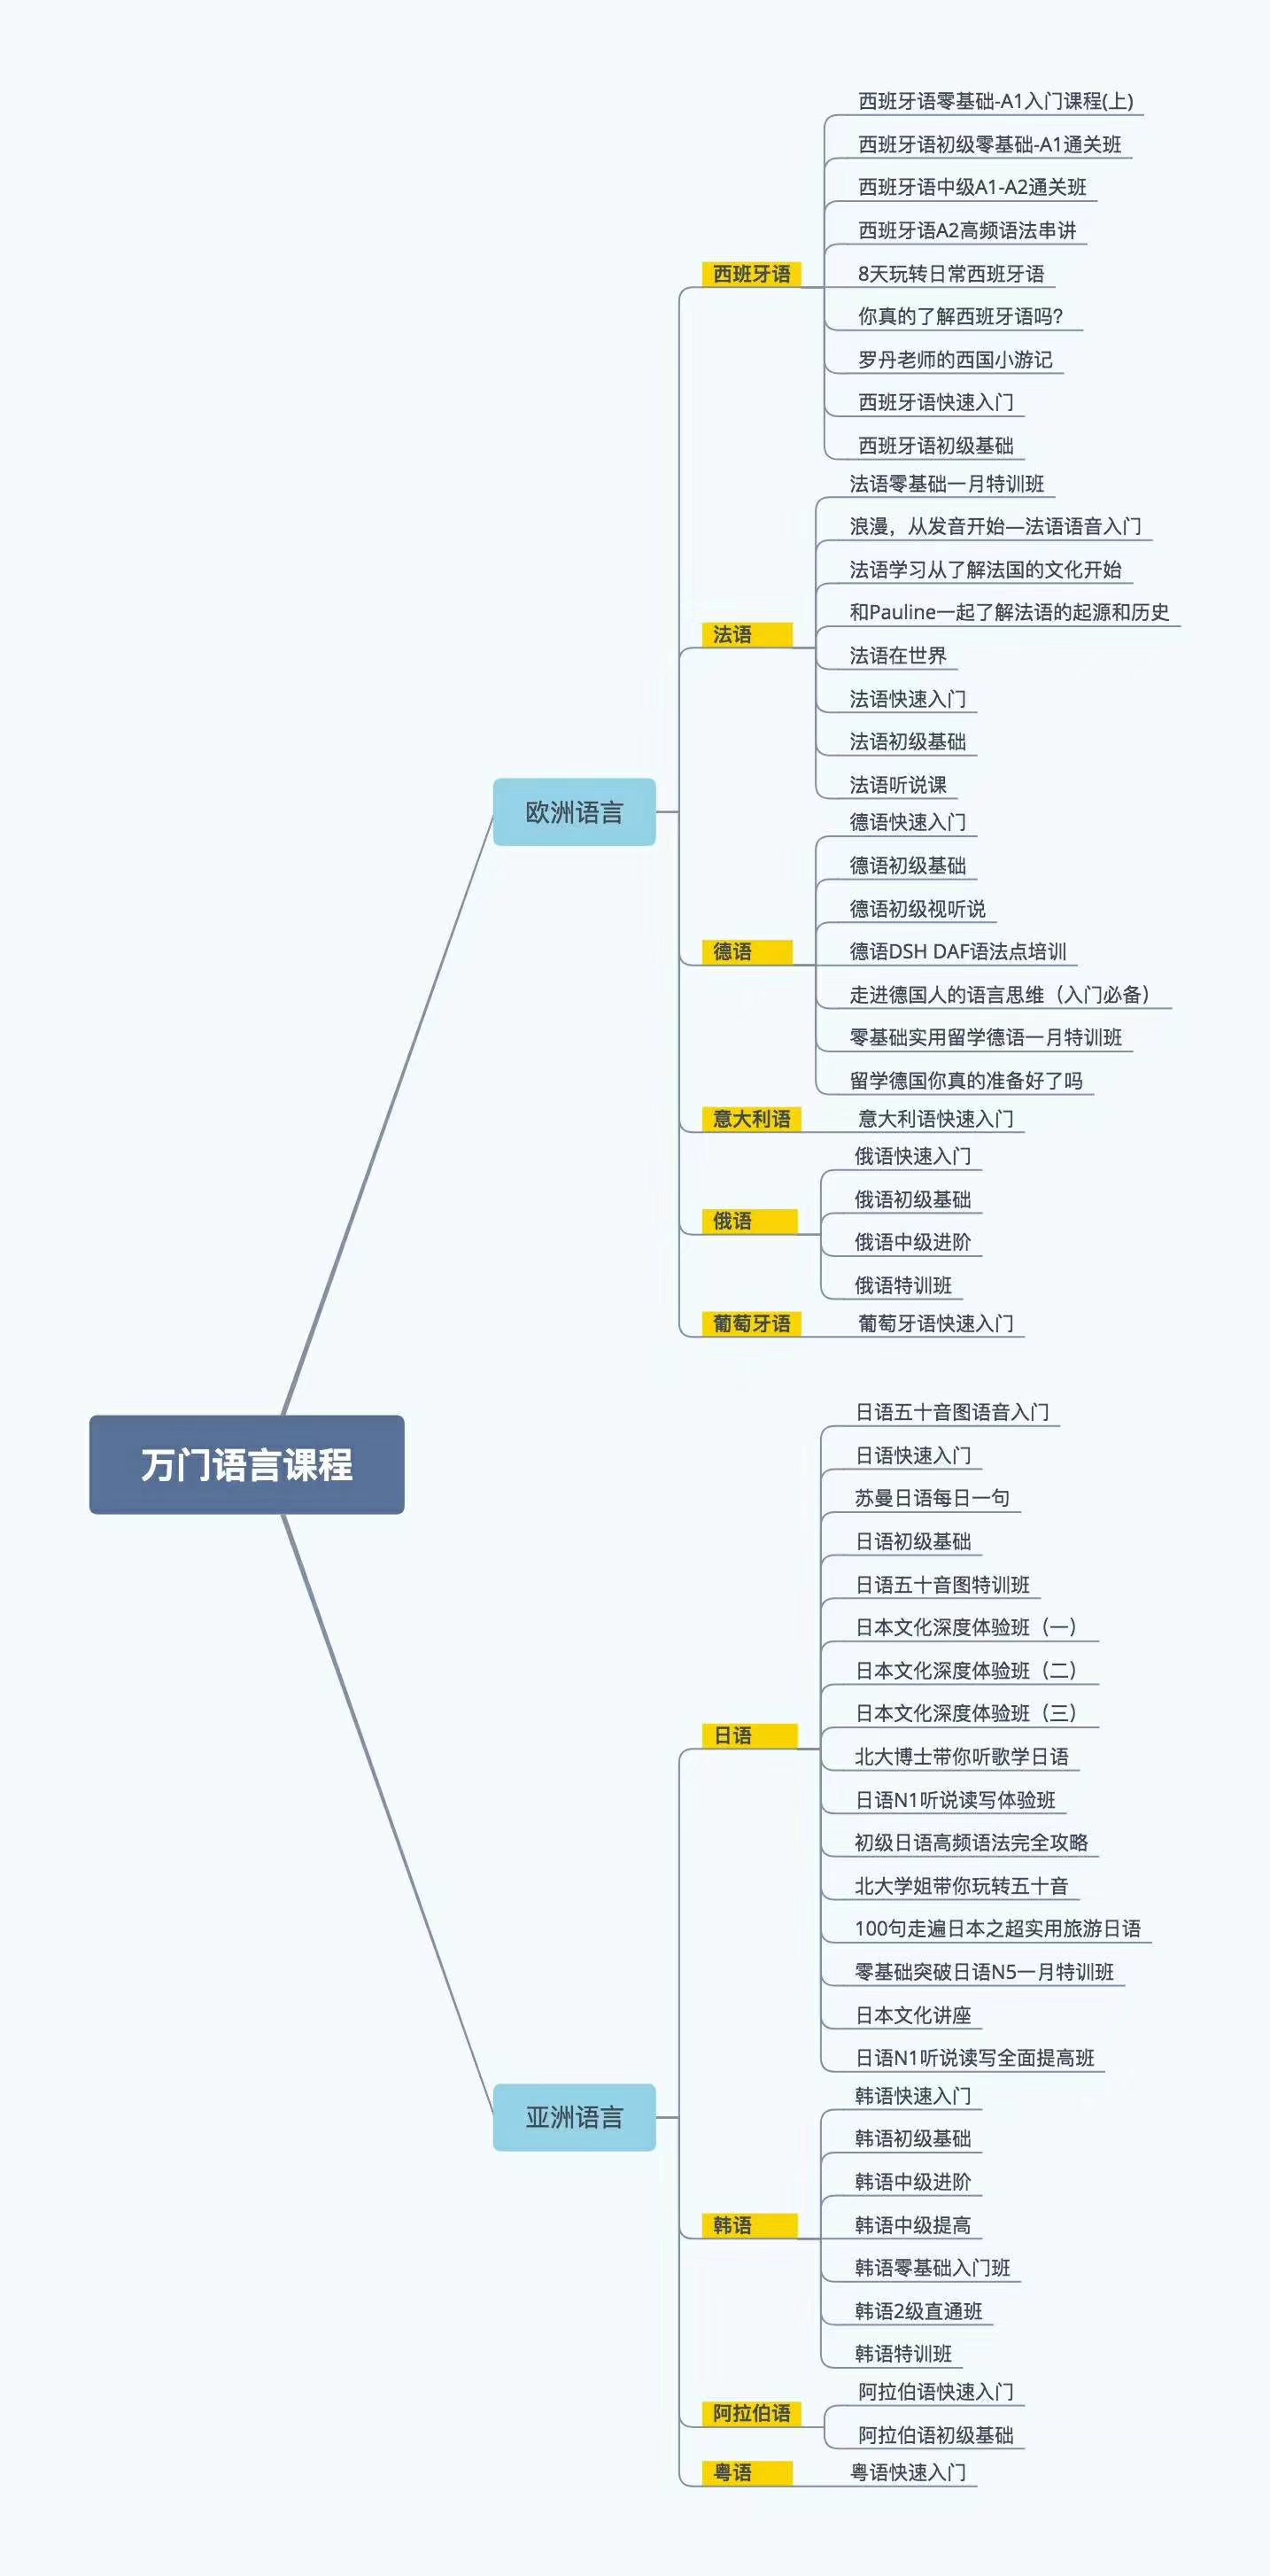 万门语言课程
欧洲语言
西班牙语
西班牙语零基础-A1入门课程(上)
西班牙语初级零基础-A1通关班
西班牙语中级A1-A2通关班
西班牙语A2高频语法串讲
8天玩转日常西班牙语
你真的了解西班牙语吗？
罗丹老师的西国小游记
西班牙语快速入门
西班牙语初级基础
法语
法语零基础一月特训班
浪漫，从发音开始—法语语音入门
法语学习从了解法国的文化开始
和Pauline一起了解法语的起源和历史
法语在世界
法语快速入门
法语初级基础
法语听说课
德语
德语快速入门
德语初级基础
德语初级视听说
德语DSH DAF语法点培训
走进德国人的语言思维（入门必备）
零基础实用留学德语一月特训班
留学德国你真的准备好了吗
意大利语
意大利语快速入门
俄语
俄语快速入门
俄语初级基础
俄语中级进阶
俄语特训班
葡萄牙语
葡萄牙语快速入门
亚洲语言
日语
日语五十音图语音入门
日语快速入门
苏曼日语每日一句
日语初级基础
日语五十音图特训班
日本文化深度体验班（一）
日本文化深度体验班（二）
日本文化深度体验班（三）
北大博士带你听歌学日语
日语N1听说读写体验班
初级日语高频语法完全攻略
北大学姐带你玩转五十音
100句走遍日本之超实用旅游日语
零基础突破日语N5一月特训班
日本文化讲座
日语N1听说读写全面提高班
韩语
韩语快速入门
韩语初级基础
韩语中级进阶
韩语中级提高
韩语零基础入门班
韩语2级直通班
韩语特训班
阿拉伯语
阿拉伯语快速入门
阿拉伯语初级基础
粤语
粤语快速入门